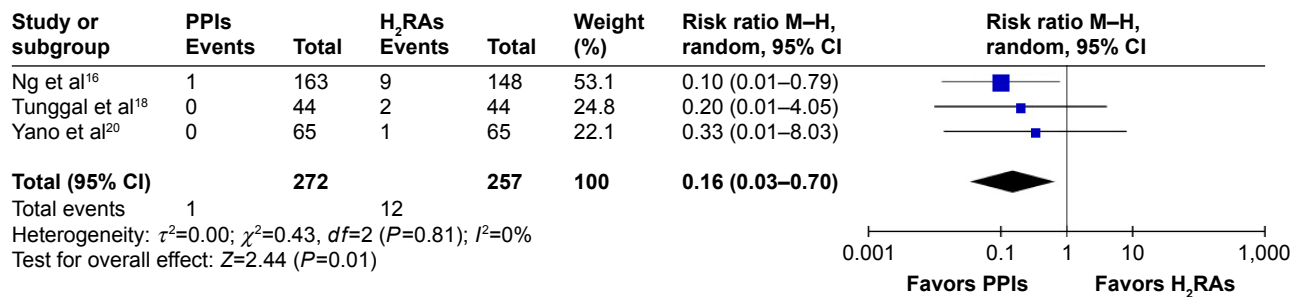 Study or subgroup PPIs Events Total H₂RAs Events Total Weight (%) Risk ratio M–H, random, 95% CI Risk ratio M–H, random, 95% CI
Ng et al¹⁶ 1 163 9 148 53.1 0.10 (0.01–0.79)
Tunggal et al¹⁸ 0 44 2 44 24.8 0.20 (0.01–4.05)
Yano et al²⁰ 0 65 1 65 22.1 0.33 (0.01–8.03)
Total (95% CI) 272 257 100 0.16 (0.03–0.70)
Total events 1 12
Heterogeneity: τ²=0.00; χ²=0.43, df=2 (P=0.81); I²=0%
Test for overall effect: Z=2.44 (P=0.01)
0.001 0.1 1 10 1,000
Favors PPIs Favors H₂RAs